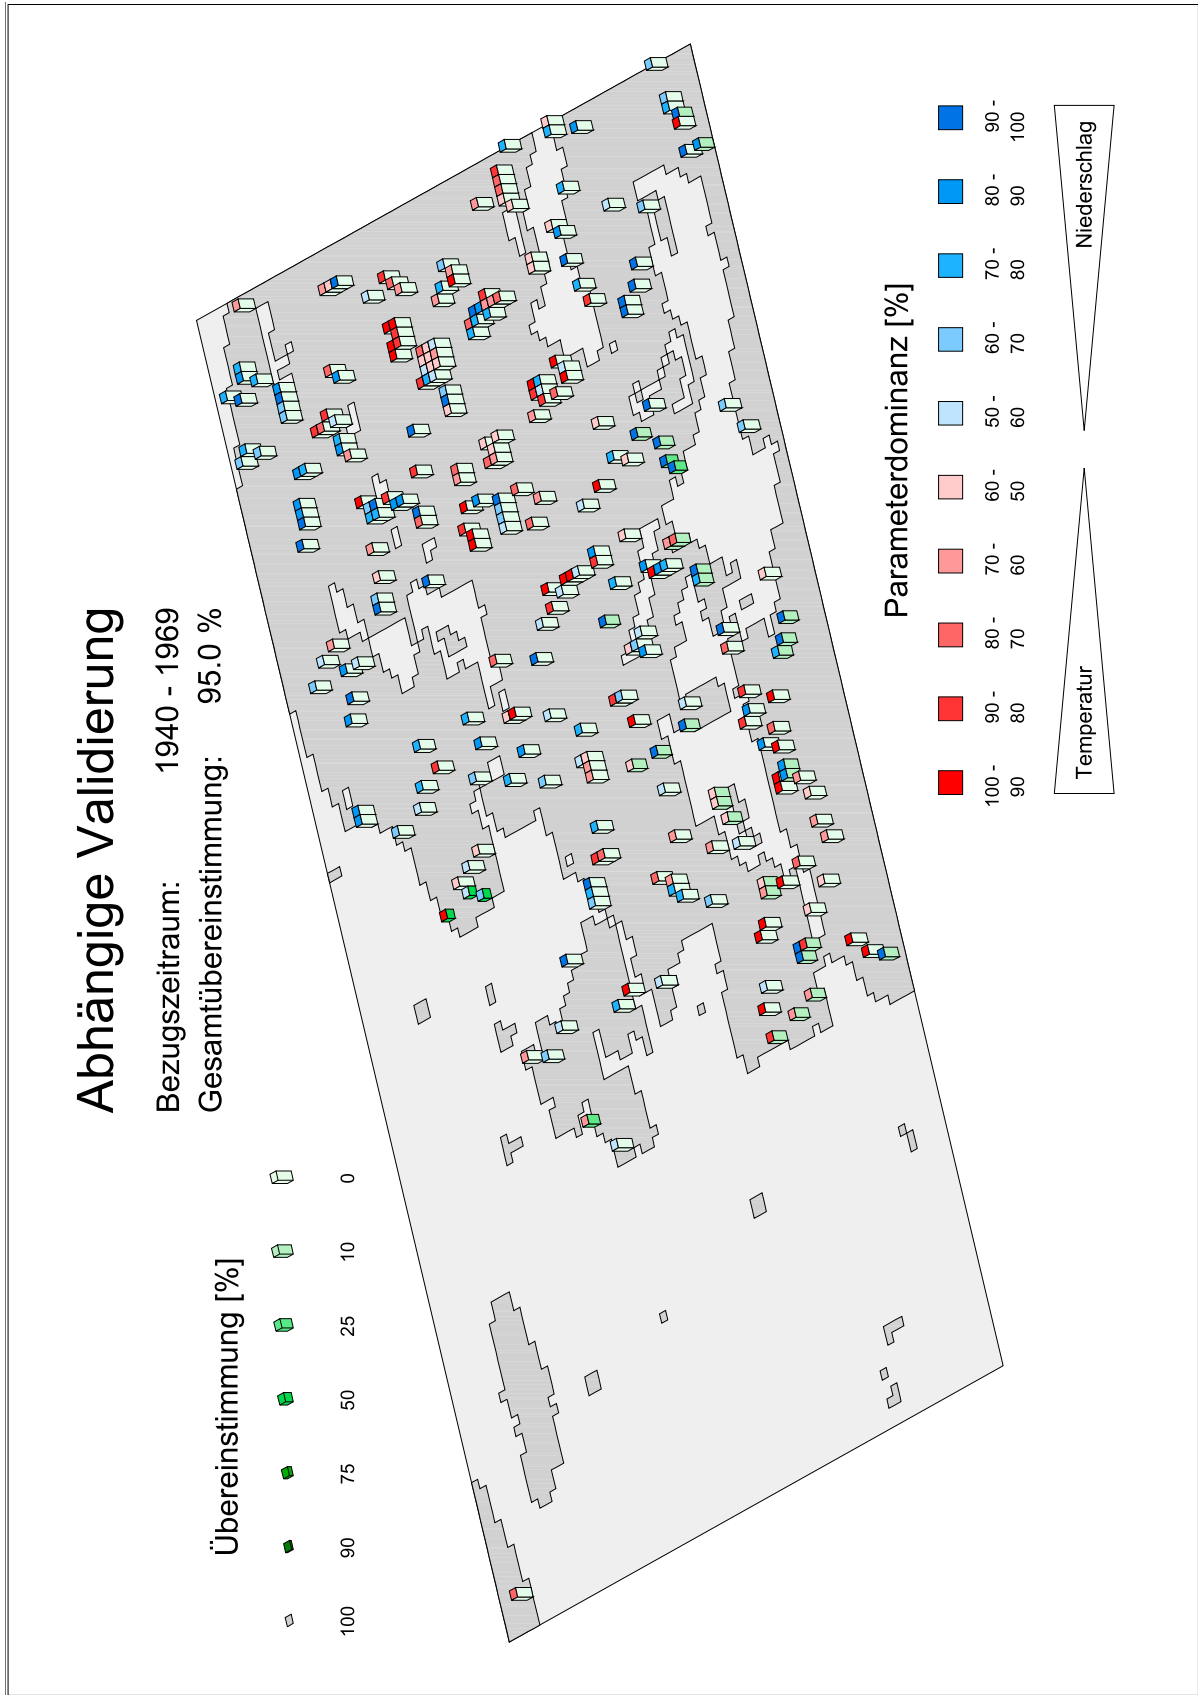 Abhängige Validierung
Bezugszeitraum: 1940 - 1969
Gesamtübereinstimmung: 95.0 %
Übereinstimmung [%]
100 90 75 50 25 10 0
Parameterdominanz [%]
100 - 90 - 80 - 70 - 60 - 50 - 60 - 70 - 80 - 90 -
90 80 70 60 50 60 70 80 90 100
Temperatur Niederschlag